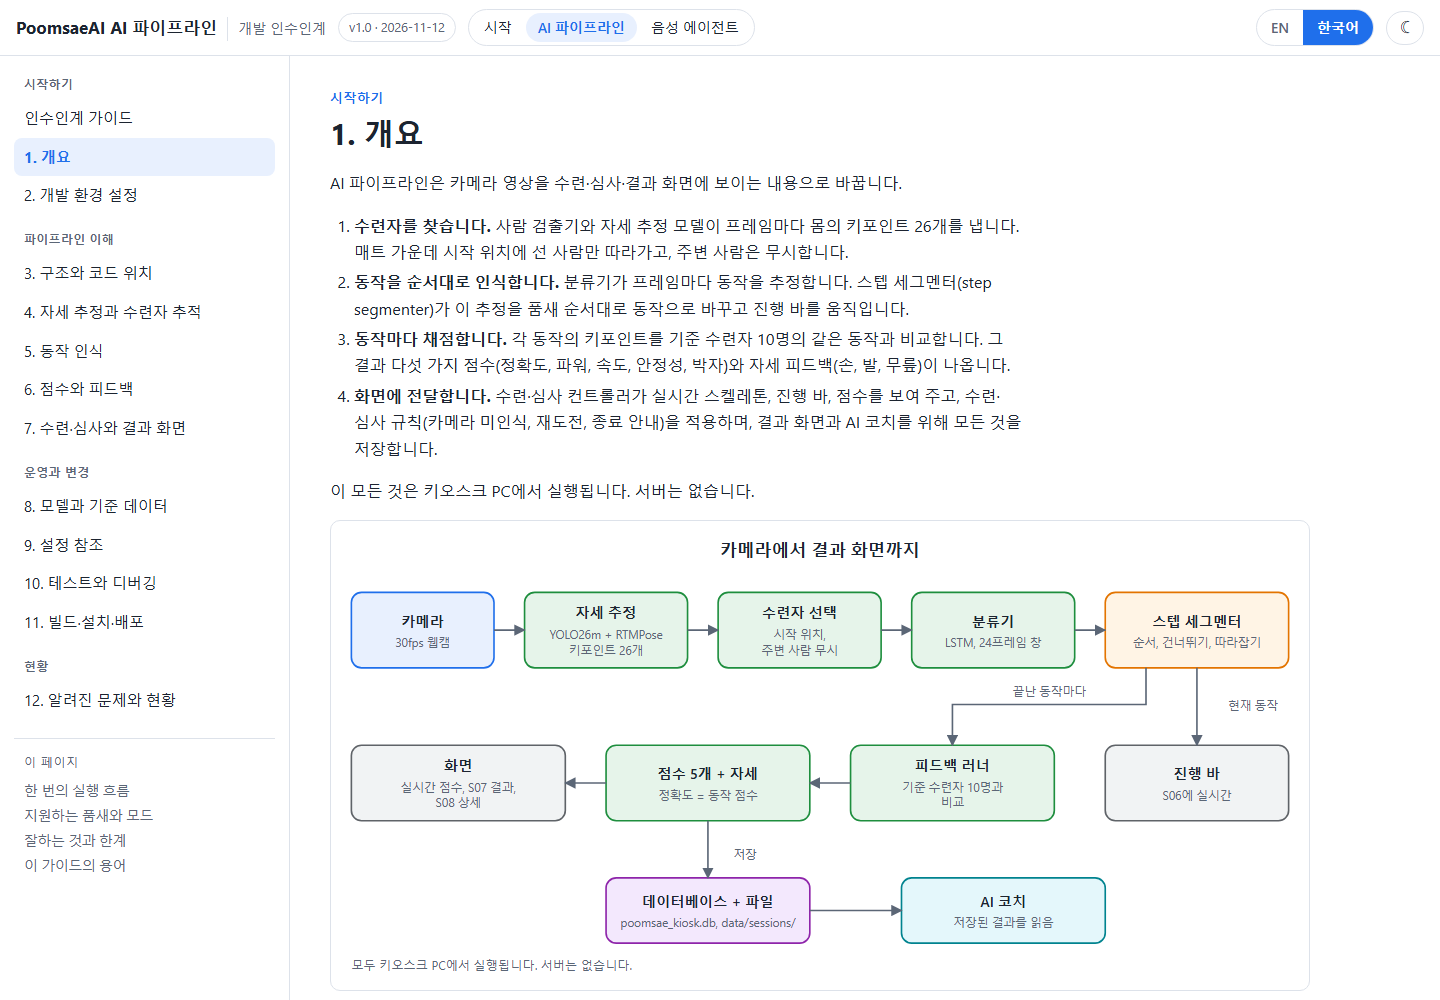 PoomsaeAI AI 파이프라인
개발 인수인계
v1.0 · 2026-11-12
시작
AI 파이프라인
음성 에이전트
EN
한국어
시작하기
인수인계 가이드
1. 개요
2. 개발 환경 설정
파이프라인 이해
3. 구조와 코드 위치
4. 자세 추정과 수련자 추적
5. 동작 인식
6. 점수와 피드백
7. 수련·심사와 결과 화면
운영과 변경
8. 모델과 기준 데이터
9. 설정 참조
10. 테스트와 디버깅
11. 빌드·설치·배포
현황
12. 알려진 문제와 현황
이 페이지
한 번의 실행 흐름
지원하는 품새와 모드
잘하는 것과 한계
이 가이드의 용어
시작하기
1. 개요
AI 파이프라인은 카메라 영상을 수련·심사·결과 화면에 보이는 내용으로 바꿉니다.
1. 수련자를 찾습니다. 사람 검출기와 자세 추정 모델이 프레임마다 몸의 키포인트 26개를 냅니다.
매트 가운데 시작 위치에 선 사람만 따라가고, 주변 사람은 무시합니다.
2. 동작을 순서대로 인식합니다. 분류기가 프레임마다 동작을 추정합니다. 스텝 세그멘터(step
segmenter)가 이 추정을 품새 순서대로 동작으로 바꾸고 진행 바를 움직입니다.
3. 동작마다 채점합니다. 각 동작의 키포인트를 기준 수련자 10명의 같은 동작과 비교합니다. 그
결과 다섯 가지 점수(정확도, 파워, 속도, 안정성, 박자)와 자세 피드백(손, 발, 무릎)이 나옵니다.
4. 화면에 전달합니다. 수련·심사 컨트롤러가 실시간 스켈레톤, 진행 바, 점수를 보여 주고, 수련·
심사 규칙(카메라 미인식, 재도전, 종료 안내)을 적용하며, 결과 화면과 AI 코치를 위해 모든 것을
저장합니다.
이 모든 것은 키오스크 PC에서 실행됩니다. 서버는 없습니다.
카메라에서 결과 화면까지
카메라
30fps 웹캠
자세 추정
YOLO26m + RTMPose
키포인트 26개
수련자 선택
시작 위치,
주변 사람 무시
분류기
LSTM, 24프레임 창
스텝 세그멘터
순서, 건너뛰기, 따라잡기
끝난 동작마다
현재 동작
화면
실시간 점수, S07 결과,
S08 상세
점수 5개 + 자세
정확도 = 동작 점수
피드백 러너
기준 수련자 10명과
비교
진행 바
S06에 실시간
저장
데이터베이스 + 파일
poomsae_kiosk.db, data/sessions/
AI 코치
저장된 결과를 읽음
모두 키오스크 PC에서 실행됩니다. 서버는 없습니다.